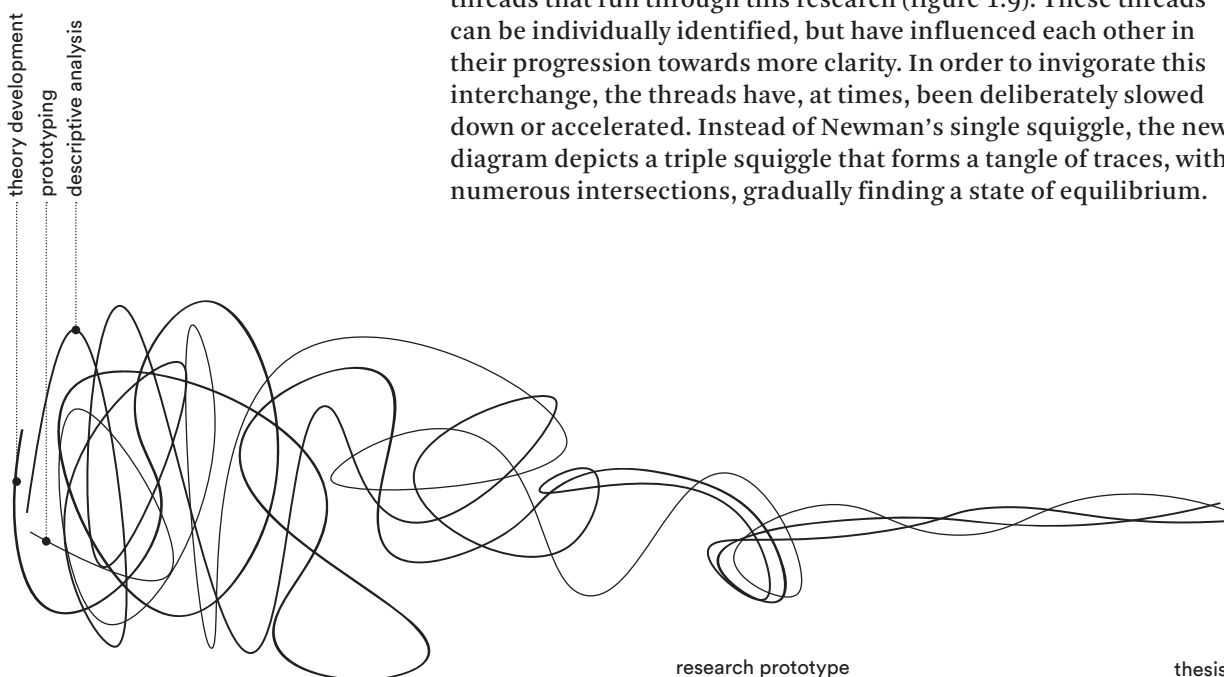 threads that run through this research (figure 1.9). These threads
can be individually identified, but have influenced each other in
their progression towards more clarity. In order to invigorate this
interchange, the threads have, at times, been deliberately slowed
down or accelerated. Instead of Newman’s single squiggle, the new
diagram depicts a triple squiggle that forms a tangle of traces, with
numerous intersections, gradually finding a state of equilibrium.
theory development
prototyping
descriptive analysis
research prototype
thesis